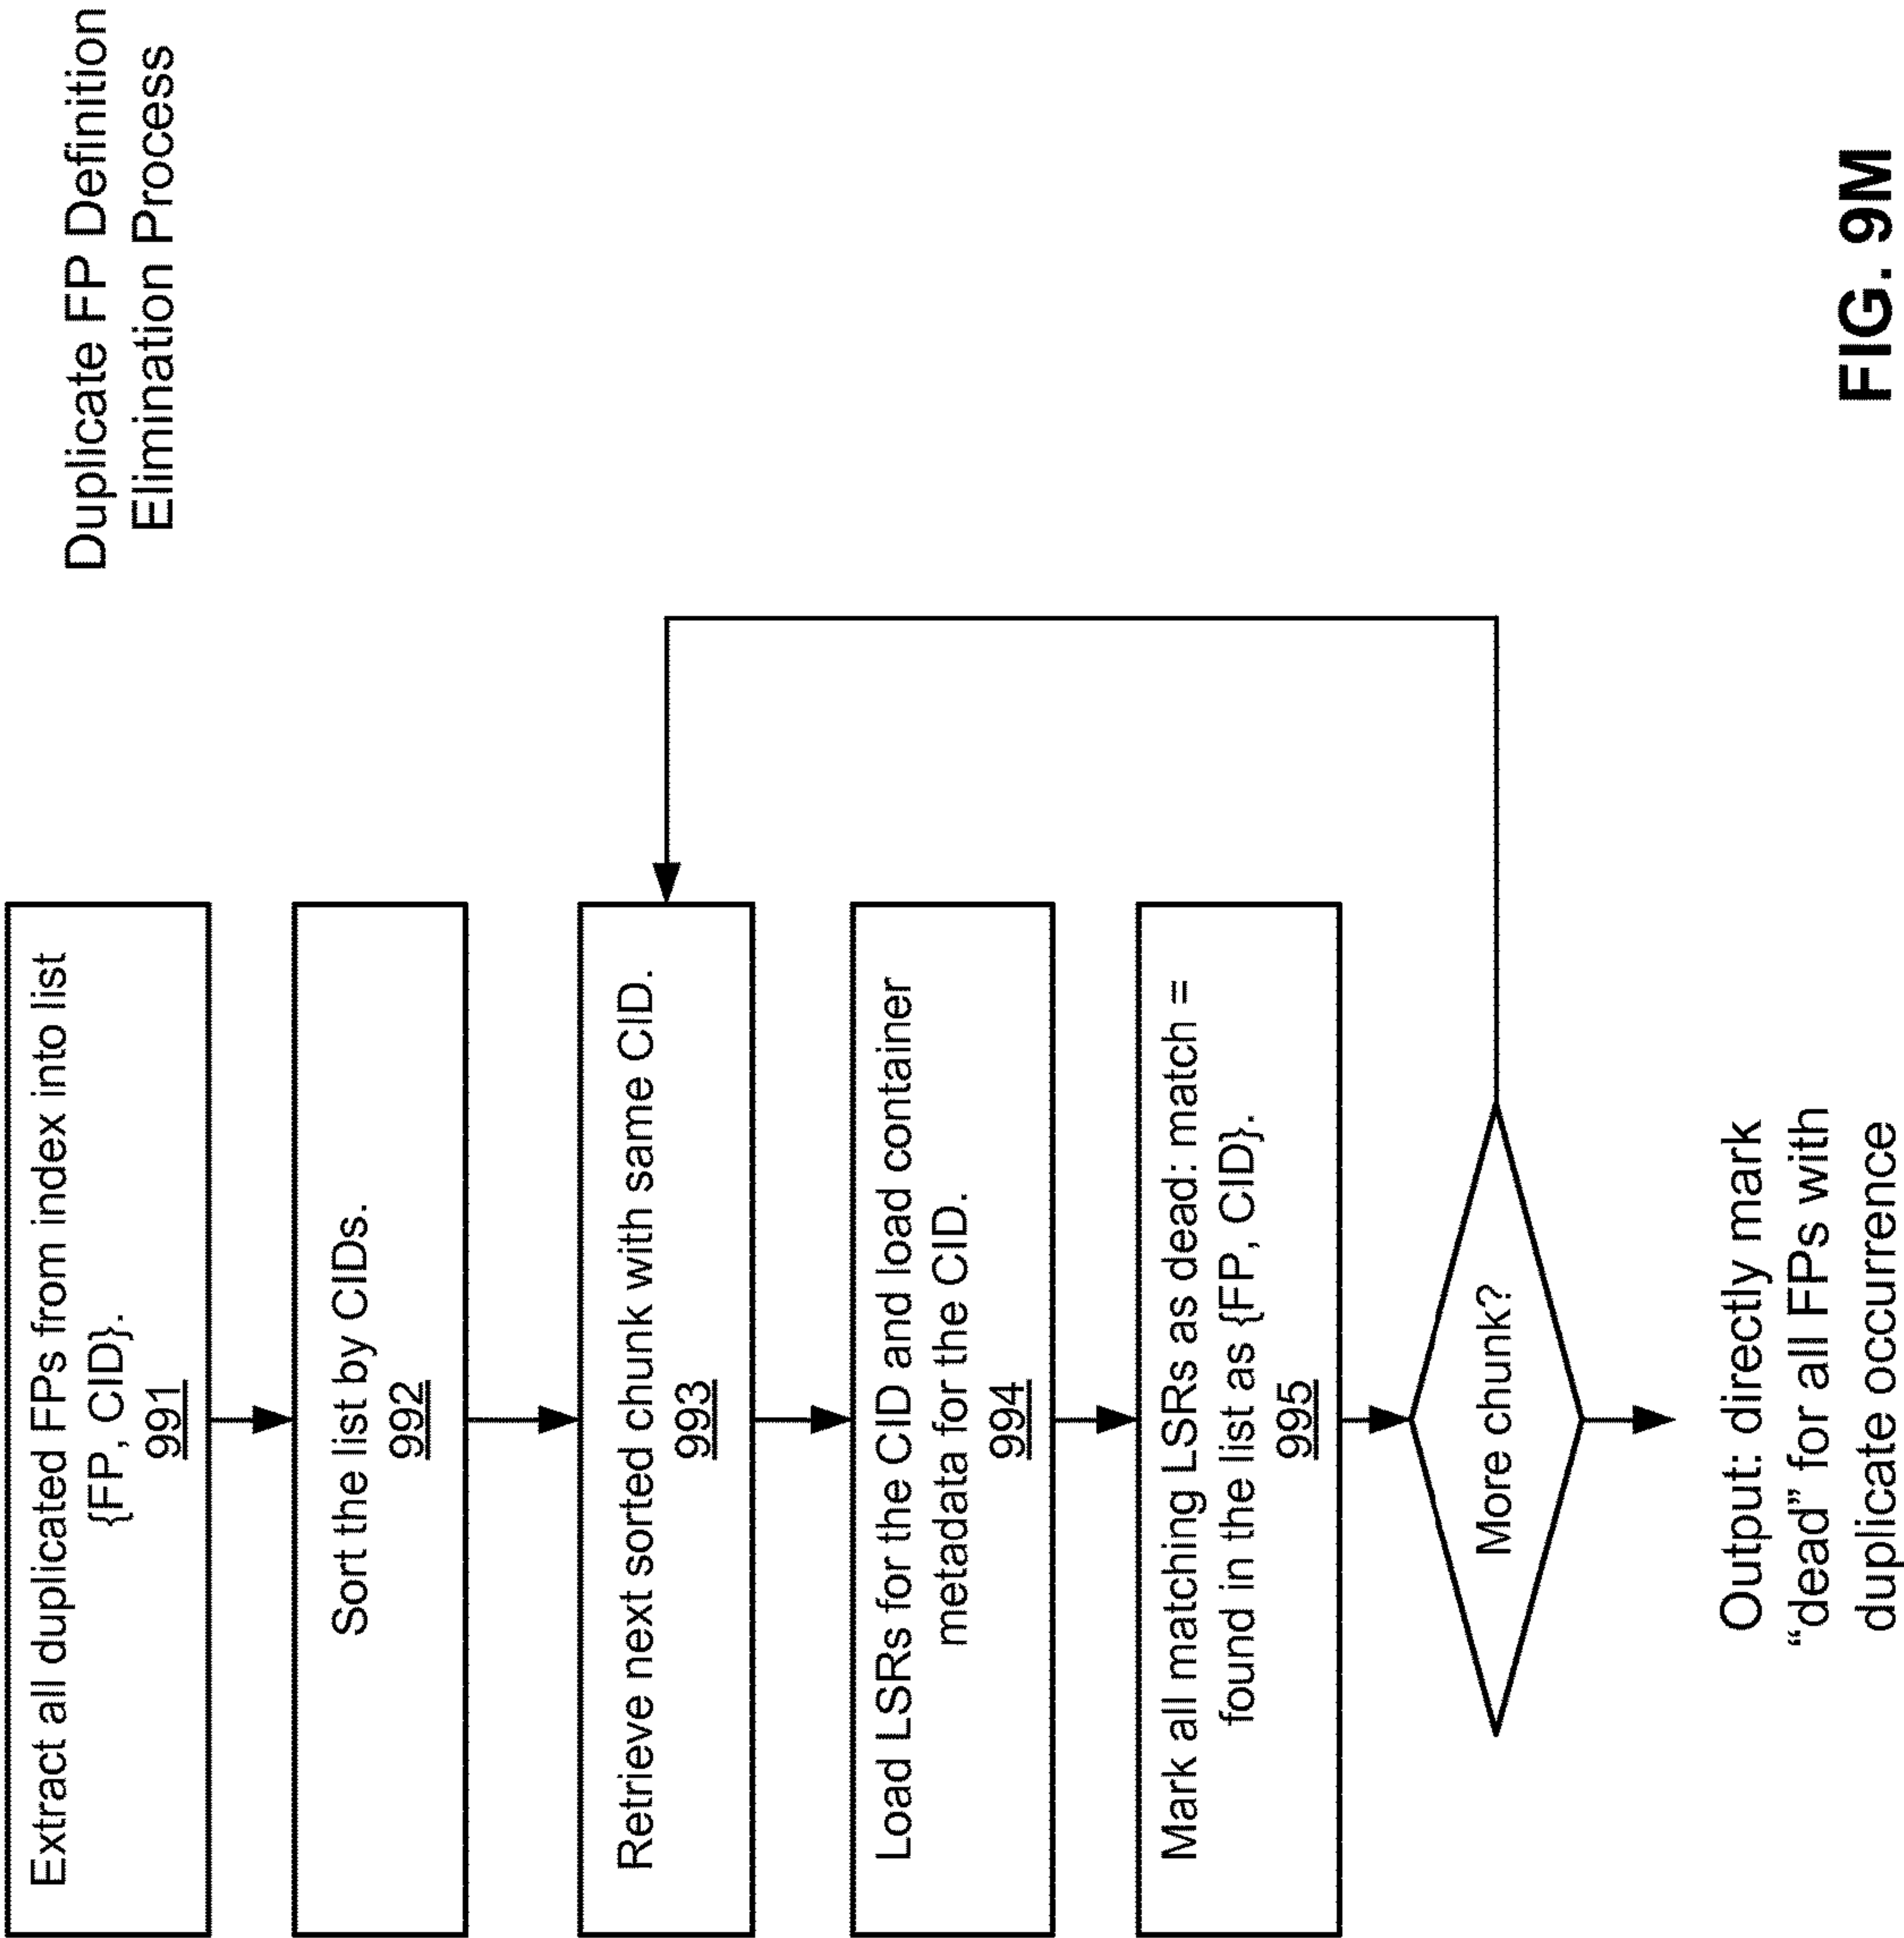 Duplicate FP Definition
Elimination Process
Extract all duplicated FPs from index into list
{FP, CID}.
991
Sort the list by CIDs.
992
Retrieve next sorted chunk with same CID.
993
Load LSRs for the CID and load container
metadata for the CID.
994
Mark all matching LSRs as dead: match =
found in the list as {FP, CID}.
995
More chunk?
Output: directly mark
“dead” for all FPs with
duplicate occurrence
FIG. 9M